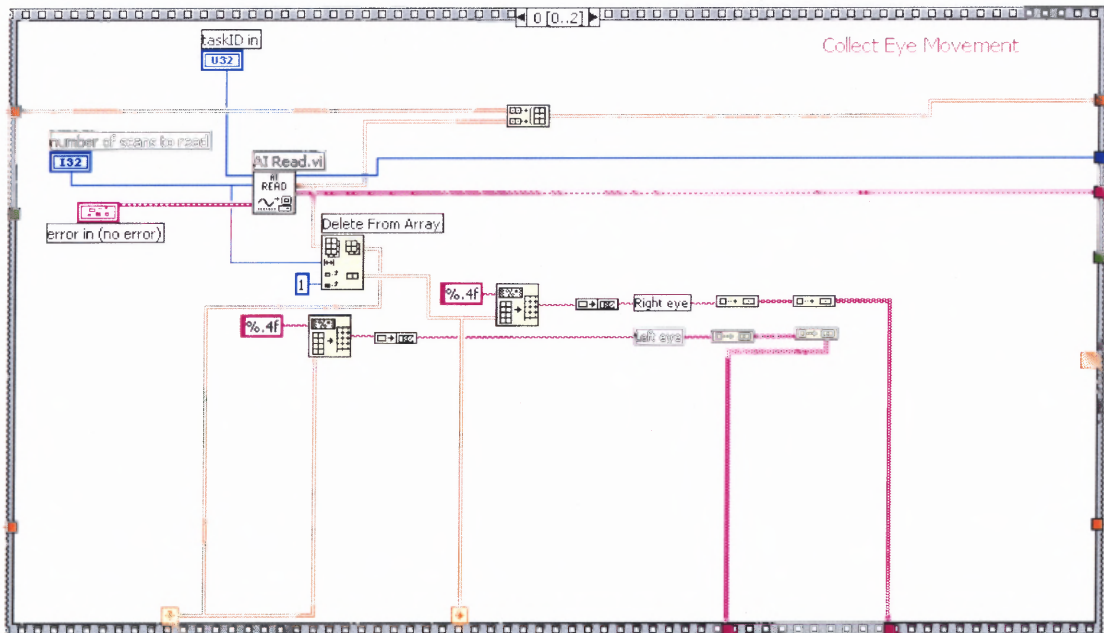 0 [0..2]
taskID in
U32
Collect Eye Movement
number of scans to read
I32
AI Read.vi
AI
READ
error in (no error)
Delete From Array
1
%.4f
Right eye
%.4f
Left eye